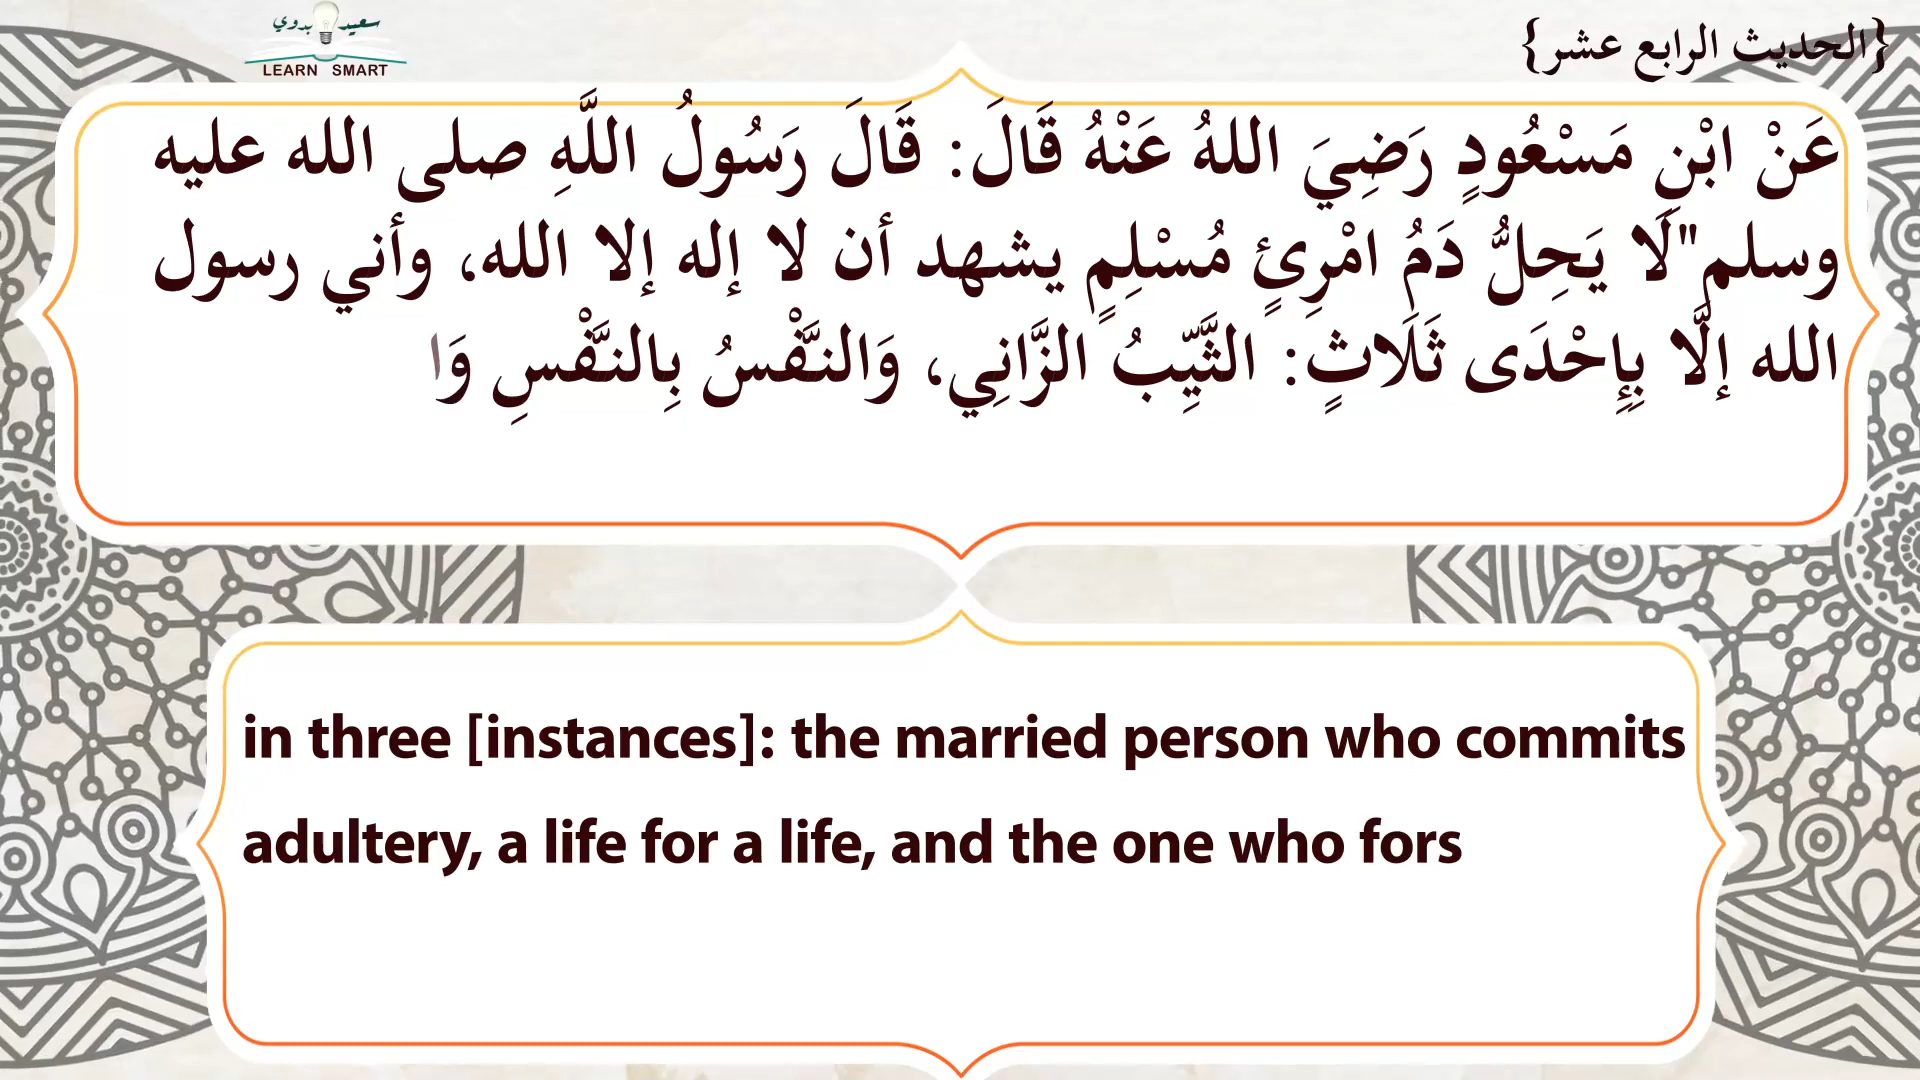 سعيد بدوي
LEARN SMART
{الحديث الرابع عشر}
عَنْ ابْنِ مَسْعُودٍ رَضِيَ اللهُ عَنْهُ قَالَ: قَالَ رَسُولُ اللَّهِ صلى الله عليه
وسلم"لَا يَحِلُّ دَمُ امْرِئٍ مُسْلِمٍ يشهد أن لا إله إلا الله، وأني رسول
الله إلَّا بِإِحْدَى ثَلَاثٍ: الثَّيِّبُ الزَّانِي، وَالنَّفْسُ بِالنَّفْسِ وَا
in three [instances]: the married person who commits
adultery, a life for a life, and the one who fors